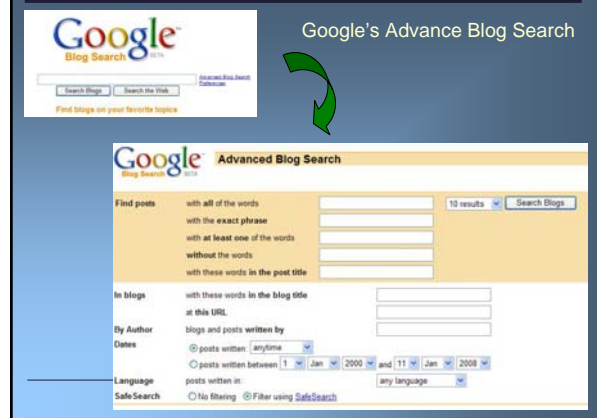 Google's Advance Blog Search
Google
Blog Search BETA
Advanced Blog Search
Preferences
Search Blogs Search the Web
Find blogs on your favorite topics
Google Advanced Blog Search
Blog Search BETA
Find posts with all of the words 10 results Search Blogs
with the exact phrase
with at least one of the words
without the words
with these words in the post title
In blogs with these words in the blog title
at this URL
By Author blogs and posts written by
Dates posts written: anytime
posts written between 1 Jan 2000 and 11 Jan 2008
Language posts written in: any language
SafeSearch No filtering Filter using SafeSearch